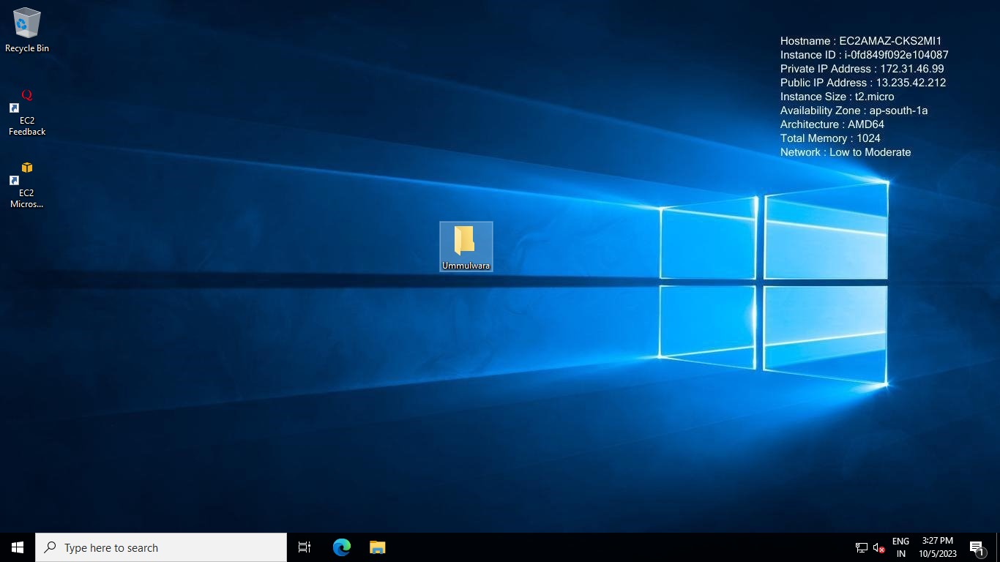 Recycle Bin
EC2
Feedback
EC2
Micros...
Hostname : EC2AMAZ-CKS2MI1
Instance ID : i-0fd849f092e104087
Private IP Address : 172.31.46.99
Public IP Address : 13.235.42.212
Instance Size : t2.micro
Availability Zone : ap-south-1a
Architecture : AMD64
Total Memory : 1024
Network : Low to Moderate
Ummulwara
Type here to search
ENG
IN
3:27 PM
10/5/2023
1